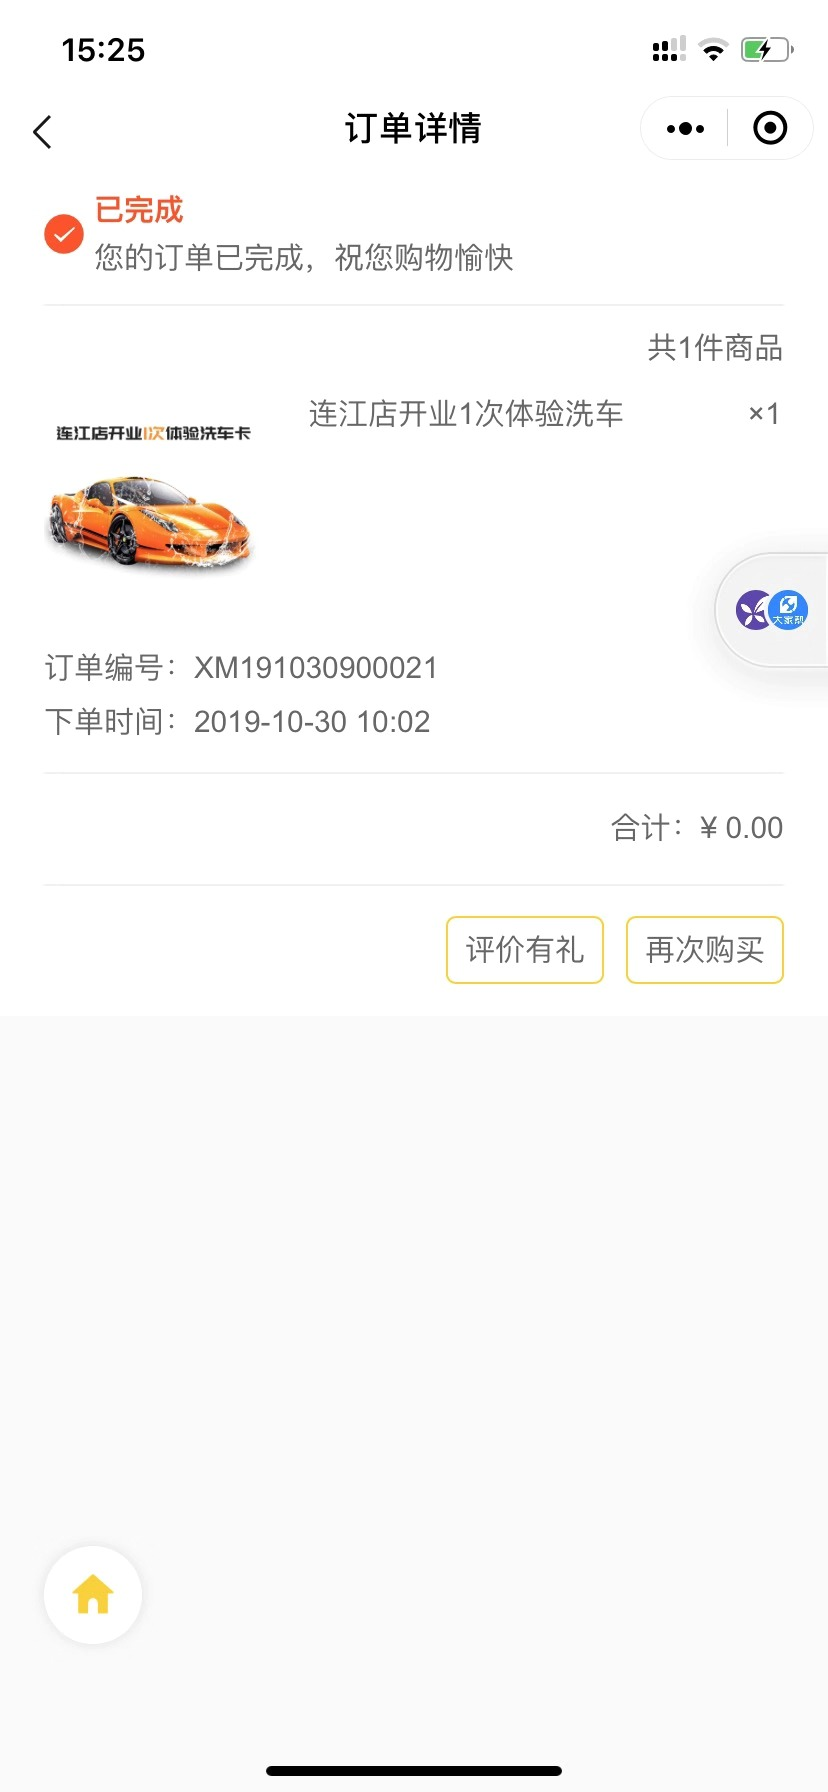 15:25
订单详情
已完成
您的订单已完成，祝您购物愉快
共1件商品
连江店开业1次体验洗车 ×1
连江店开业1次体验洗车卡
大家帮
订单编号：XM191030900021
下单时间：2019-10-30 10:02
合计：¥ 0.00
评价有礼 再次购买